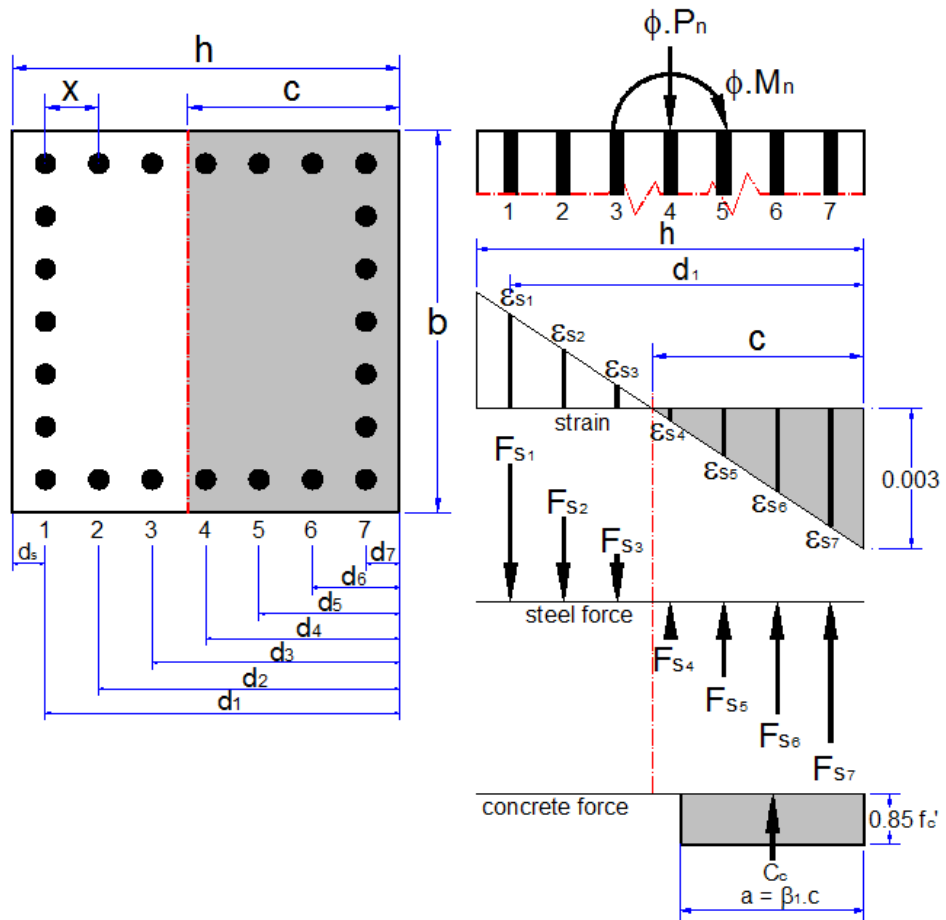 h
x
c
b
1 2 3 4 5 6 7
ds
d7
d6
d5
d4
d3
d2
d1
ϕ.Pn
ϕ.Mn
1 2 3 4 5 6 7
h
d1
εS1
εS2
εS3
c
strain
εS4
εS5
εS6
εS7
0.003
FS1
FS2
FS3
steel force
FS4
FS5
FS6
FS7
concrete force
0.85 fc'
Cc
a = β1.c